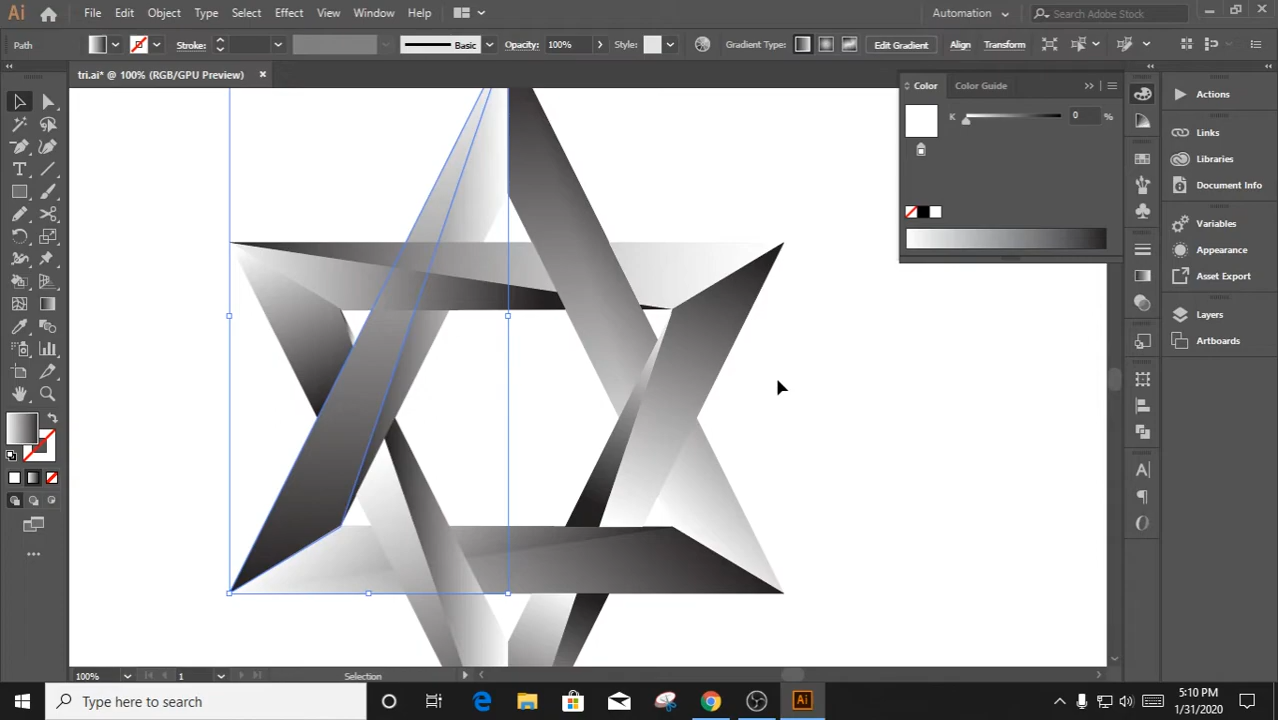 Ai File Edit Object Type Select Effect View Window Help Automation Search Adobe Stock
Path Stroke: Basic Opacity: 100% Style: Gradient Type: Edit Gradient Align Transform
tri.ai* @ 100% (RGB/GPU Preview)
Color Color Guide
K 0 %
Actions
Links
Libraries
Document Info
Variables
Appearance
Asset Export
Layers
Artboards
100% 1 Selection
Type here to search
Ai
5:10 PM
1/31/2020